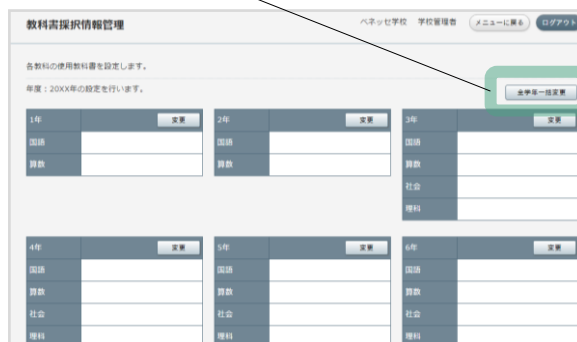 教科書採択情報管理
ベネッセ学校 学校管理者 メニューに戻る ログアウト
各教科の使用教科書を設定します。
年度：20XX年の設定を行います。
全学年一括変更
1年 変更
国語
算数
2年 変更
国語
算数
3年 変更
国語
算数
社会
理科
4年 変更
国語
算数
社会
理科
5年 変更
国語
算数
社会
理科
6年 変更
国語
算数
社会
理科